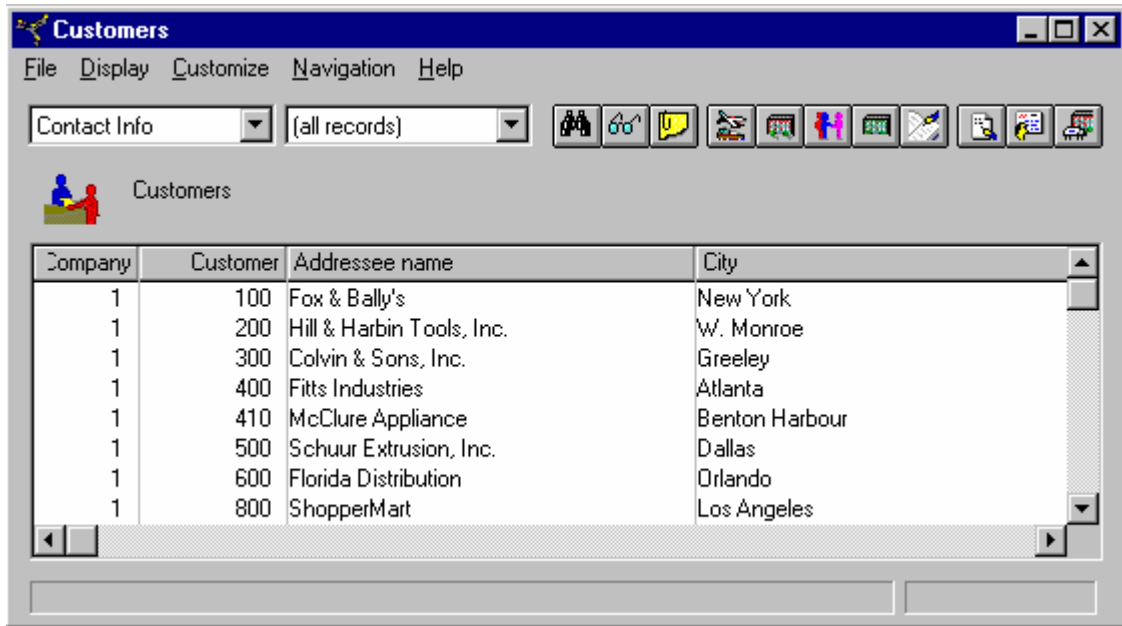 Customers
File Display Customize Navigation Help
Contact Info (all records)
Customers
Company Customer Addressee name City
1 100 Fox & Bally's New York
1 200 Hill & Harbin Tools, Inc. W. Monroe
1 300 Colvin & Sons, Inc. Greeley
1 400 Fitts Industries Atlanta
1 410 McClure Appliance Benton Harbour
1 500 Schuur Extrusion, Inc. Dallas
1 600 Florida Distribution Orlando
1 800 ShopperMart Los Angeles